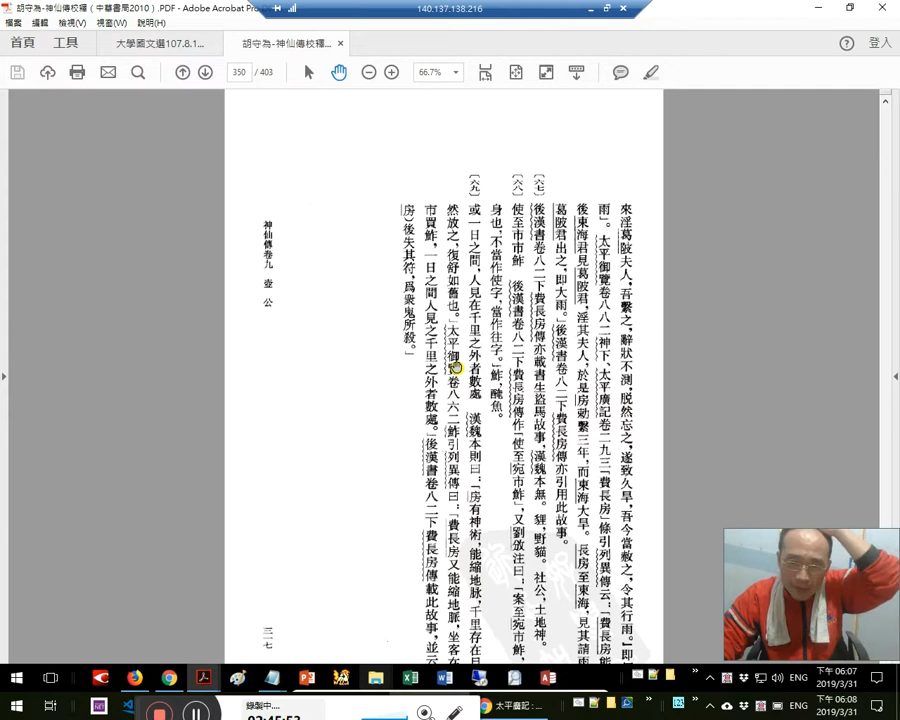 胡守為-神仙傳校釋（中華書局2010）.PDF - Adobe Acrobat Pro
140.137.138.216
檔案 編輯 檢視(V) 視窗(W) 說明(H)
首頁 工具 大學國文選107.8.1... 胡守為-神仙傳校釋... × 登入
350 / 403 66.7%
來淫葛陂夫人，吾繫之，辭狀不測，脫然忘之，遂致久旱，吾今當赦之，令其行雨。』即
雨」。太平御覽卷八八二神下、太平廣記卷二九三「費長房」條引列異傳云：「費長房能
後東海君見葛陂君，淫其夫人，於是房勑繫三年，而東海大旱。長房至東海，見其請雨
葛陂君出之，即大雨。」後漢書卷八二下費長房傳亦引用此故事。
〔六七〕後漢書卷八二下費長房傳亦載書生盜馬故事，漢魏本無。貍，野貓。社公，土地神。
〔六八〕使至市市鮓　後漢書卷八二下費長房傳作「使至宛市鮓」，又劉攽注曰：「案至宛市鮓，
身也，不當作使字，當作往字。」鮓，醃魚。
〔六九〕或一日之間，人見在千里之外者數處　漢魏本則曰：「房有神術，能縮地脉，千里存在目
然放之，復舒如舊也。」太平御覽卷八六二鮓引列異傳曰：「費長房又能縮地脈，坐客在
市買鮓，一日之間人見之千里之外者數處。」後漢書卷八二下費長房傳載此故事，並云
房）後失其符，爲衆鬼所殺。」
神仙傳卷九　壺　公
三一七
下午 06:07
2019/3/31
錄製中...
02:45:53
太平廣記：...
下午 06:08
2019/3/31